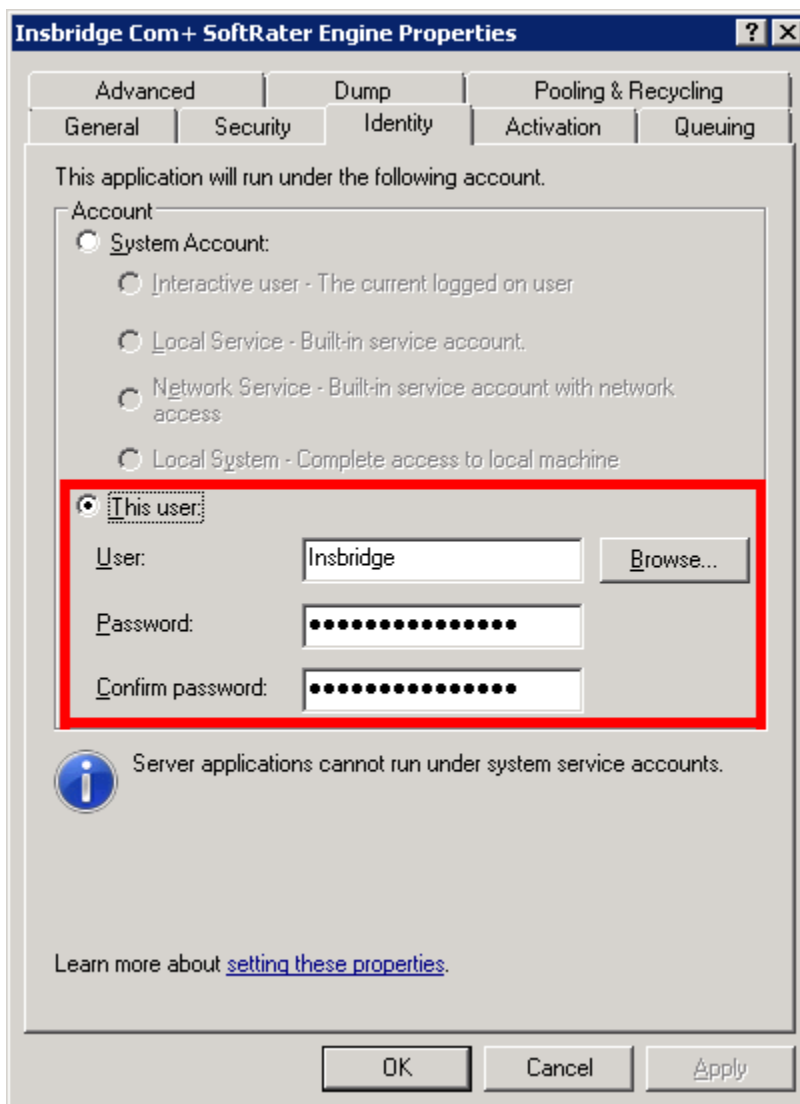 Insbridge Com+ SoftRater Engine Properties
?
Advanced
Dump
Pooling & Recycling
General
Security
Identity
Activation
Queuing
This application will run under the following account.
Account
System Account:
Interactive user - The current logged on user
Local Service - Built-in service account.
Network Service - Built-in service account with network
access
Local System - Complete access to local machine
This user:
User:
Insbridge
Browse...
Password:
●●●●●●●●●●●●●●●
Confirm password:
●●●●●●●●●●●●●●●
Server applications cannot run under system service accounts.
Learn more about setting these properties.
OK
Cancel
Apply